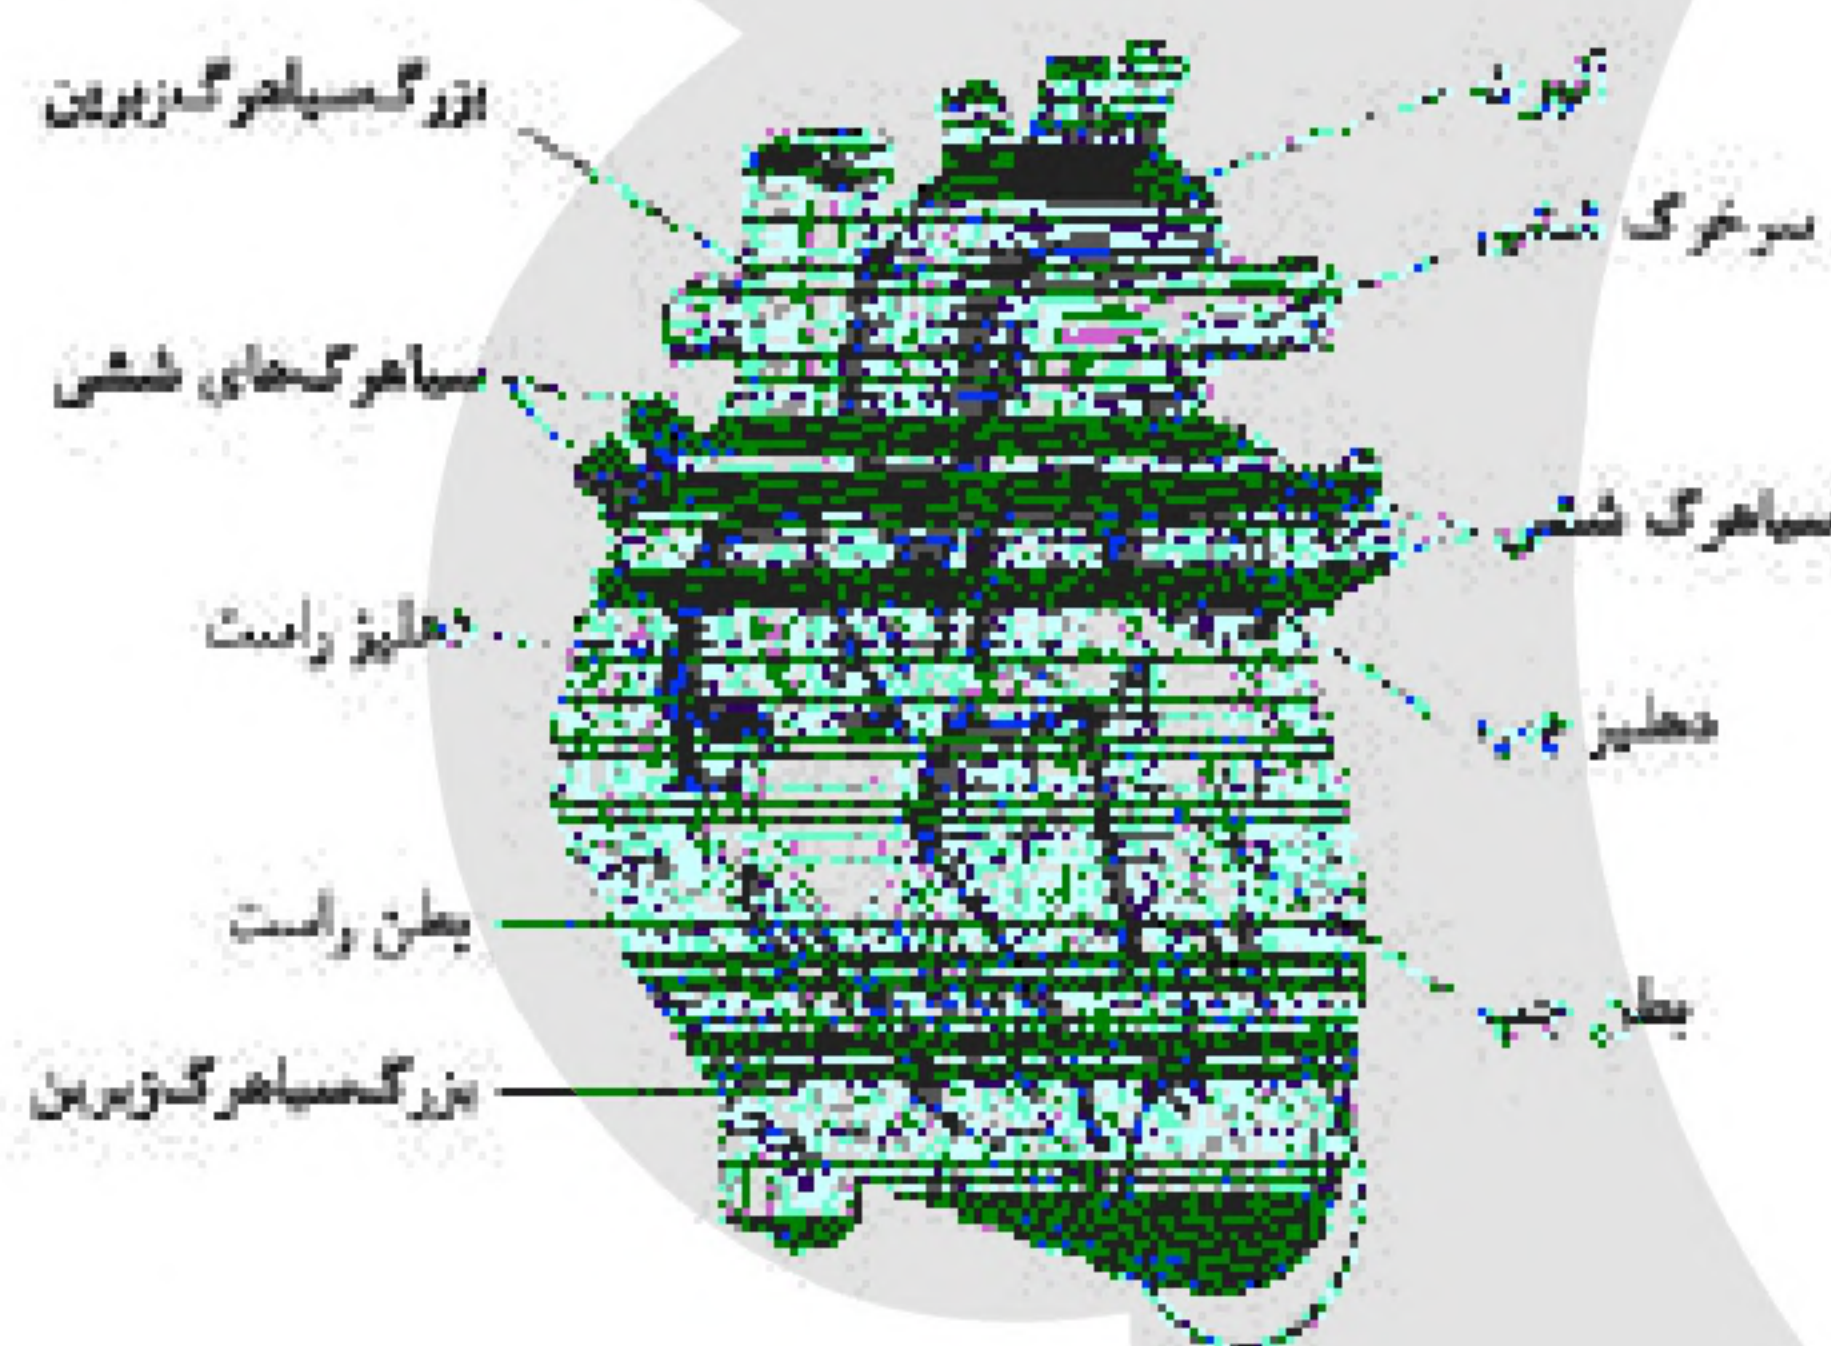 بزرگ‌سیاهرگ‌زبرین
آئورت
سرخرگ ششی
سیاهرگ‌های ششی
سیاهرگ ششی
دهلیز راست
دهلیز چپ
بطن راست
بطن چپ
بزرگ‌سیاهرگ‌زیرین